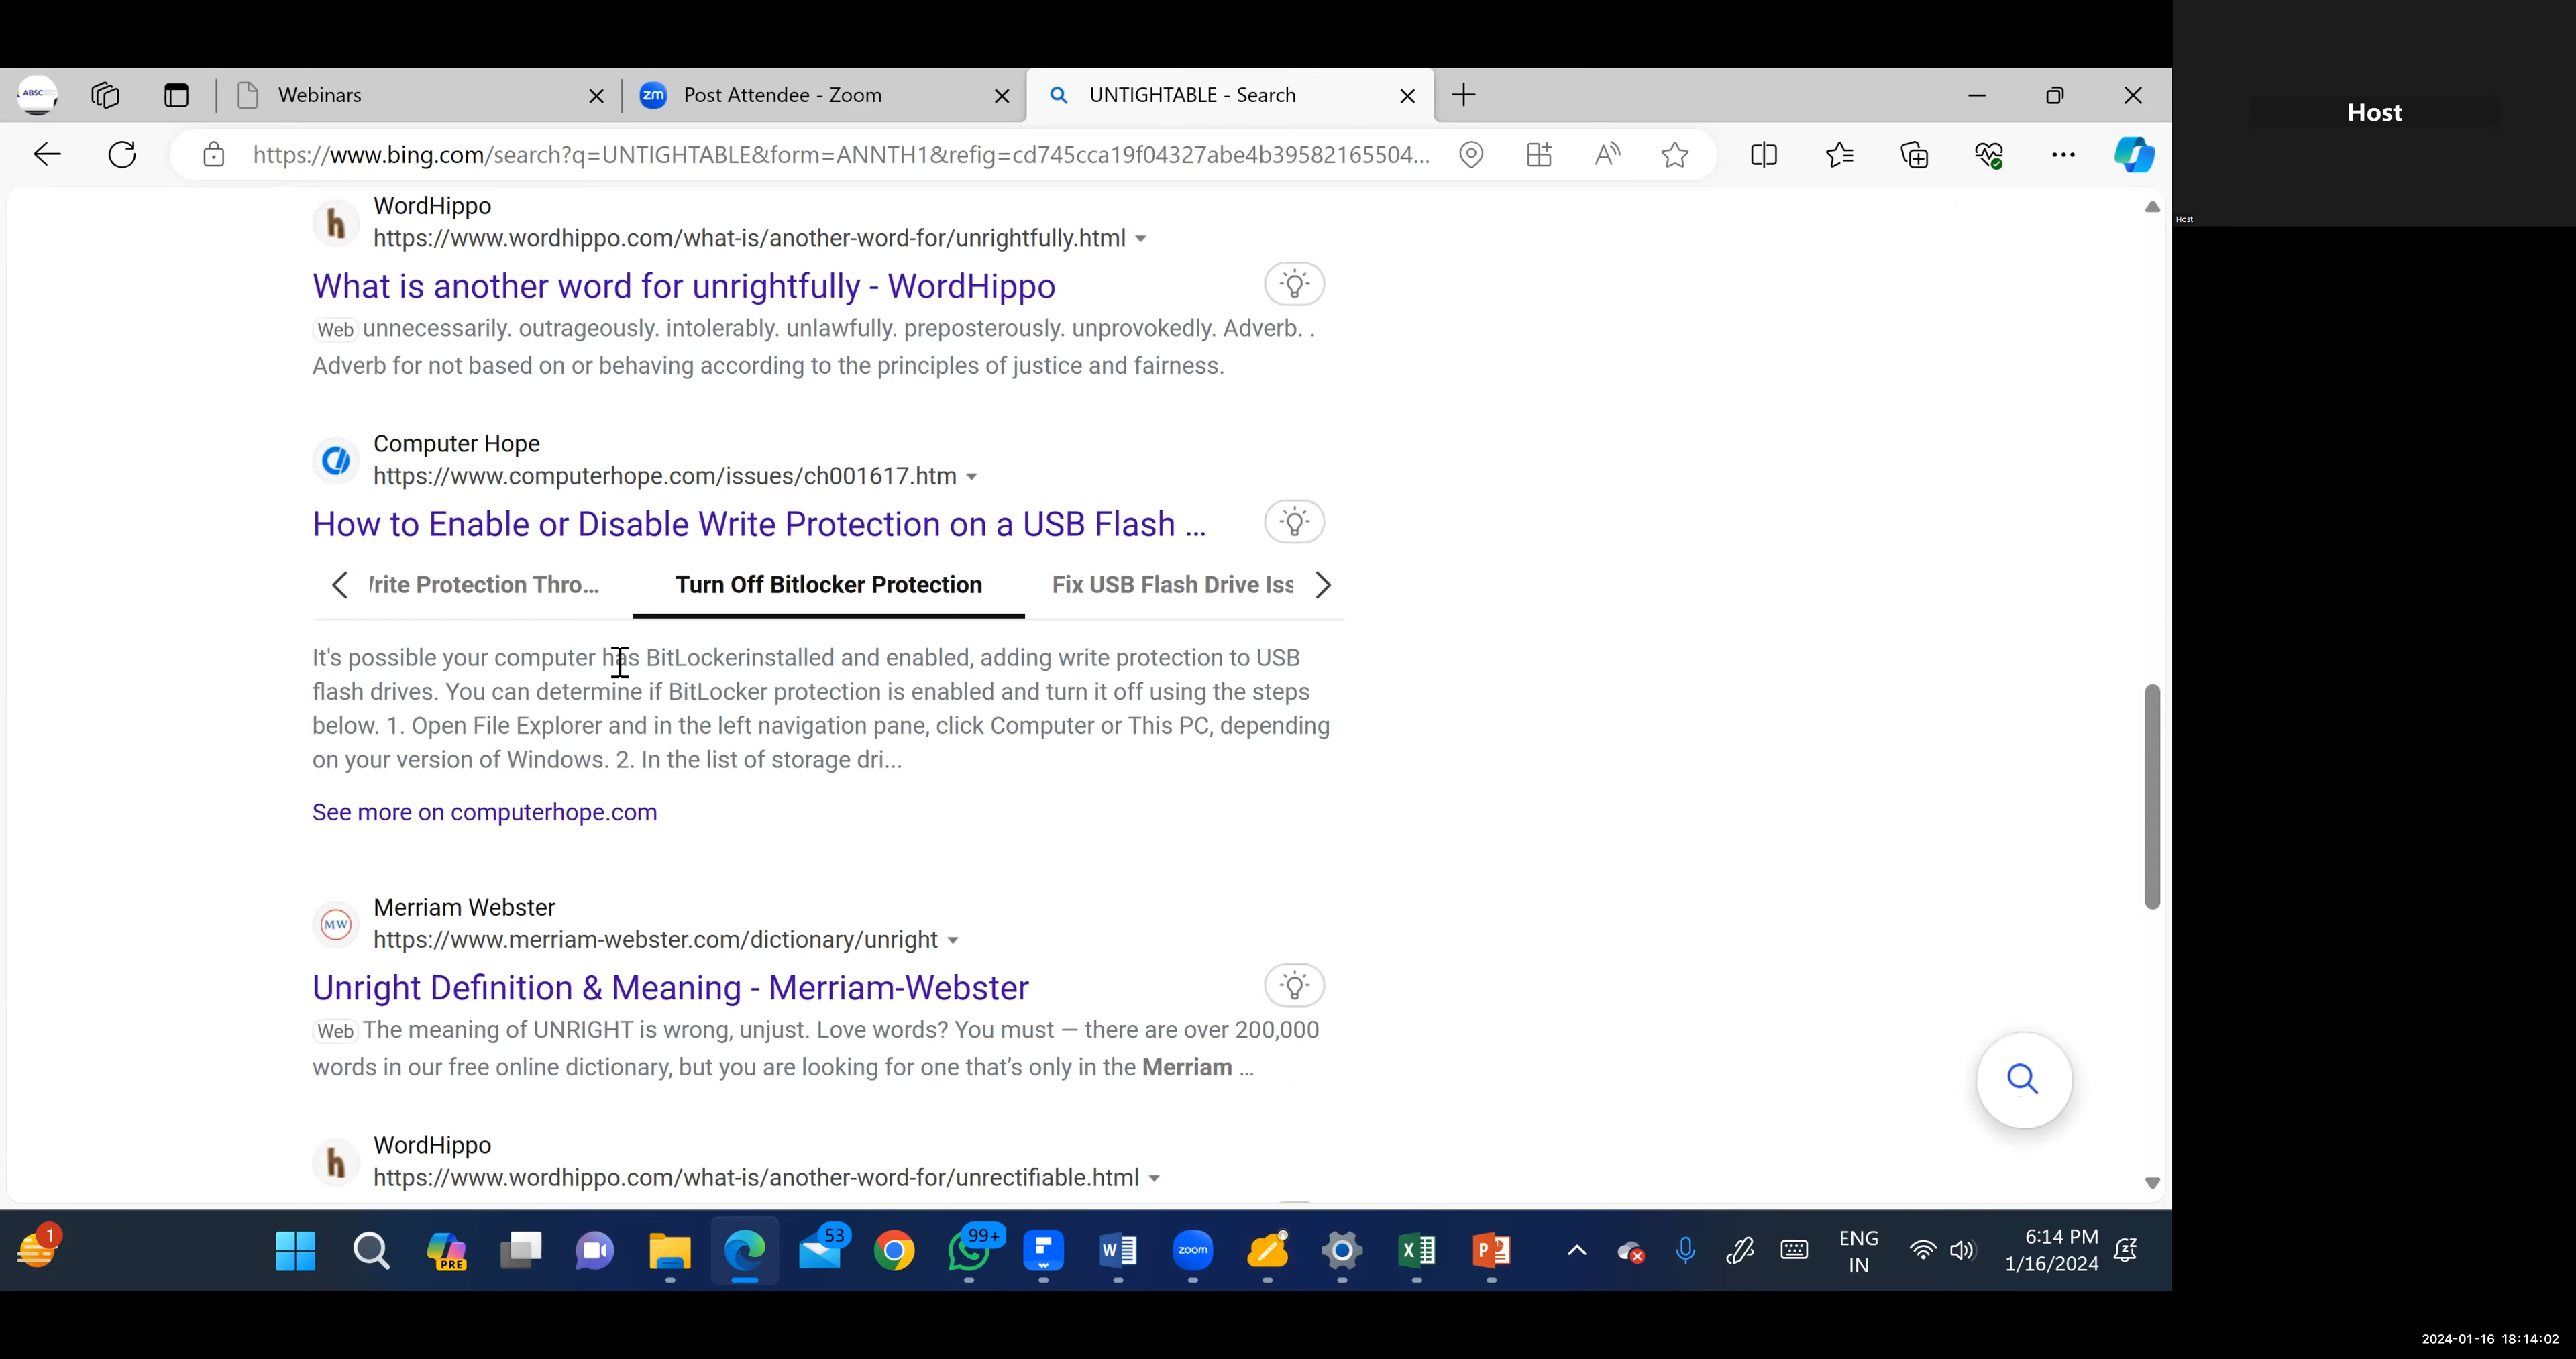 Host
Host
ABSC
Webinars
zm
Post Attendee - Zoom
UNTIGHTABLE - Search
https://www.bing.com/search?q=UNTIGHTABLE&form=ANNTH1&refig=cd745cca19f04327abe4b39582165504...
WordHippo
https://www.wordhippo.com/what-is/another-word-for/unrightfully.html
What is another word for unrightfully - WordHippo
Web unnecessarily. outrageously. intolerably. unlawfully. preposterously. unprovokedly. Adverb. .
Adverb for not based on or behaving according to the principles of justice and fairness.
Computer Hope
https://www.computerhope.com/issues/ch001617.htm
How to Enable or Disable Write Protection on a USB Flash ...
rite Protection Thro... Turn Off Bitlocker Protection Fix USB Flash Drive Iss
It's possible your computer has BitLockerinstalled and enabled, adding write protection to USB
flash drives. You can determine if BitLocker protection is enabled and turn it off using the steps
below. 1. Open File Explorer and in the left navigation pane, click Computer or This PC, depending
on your version of Windows. 2. In the list of storage dri...
See more on computerhope.com
MW
Merriam Webster
https://www.merriam-webster.com/dictionary/unright
Unright Definition & Meaning - Merriam-Webster
Web The meaning of UNRIGHT is wrong, unjust. Love words? You must — there are over 200,000
words in our free online dictionary, but you are looking for one that's only in the Merriam ...
WordHippo
https://www.wordhippo.com/what-is/another-word-for/unrectifiable.html
1
PRE
53
99+
zoom
ENG
IN
6:14 PM
1/16/2024
2024-01-16 18:14:02